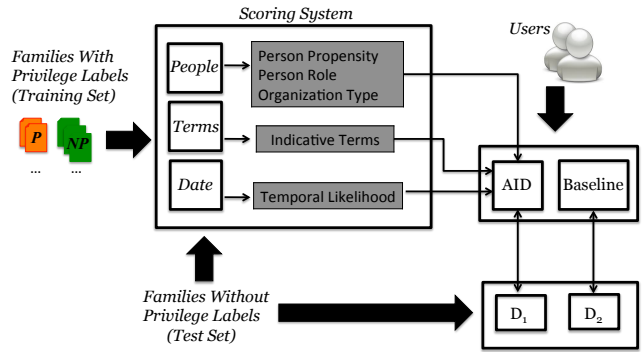 Scoring System
Users
Families With
Privilege Labels
(Training Set)
P
NP
...
...
People
Person Propensity
Person Role
Organization Type
Terms
Indicative Terms
Date
Temporal Likelihood
AID
Baseline
Families Without
Privilege Labels
(Test Set)
D₁
D₂